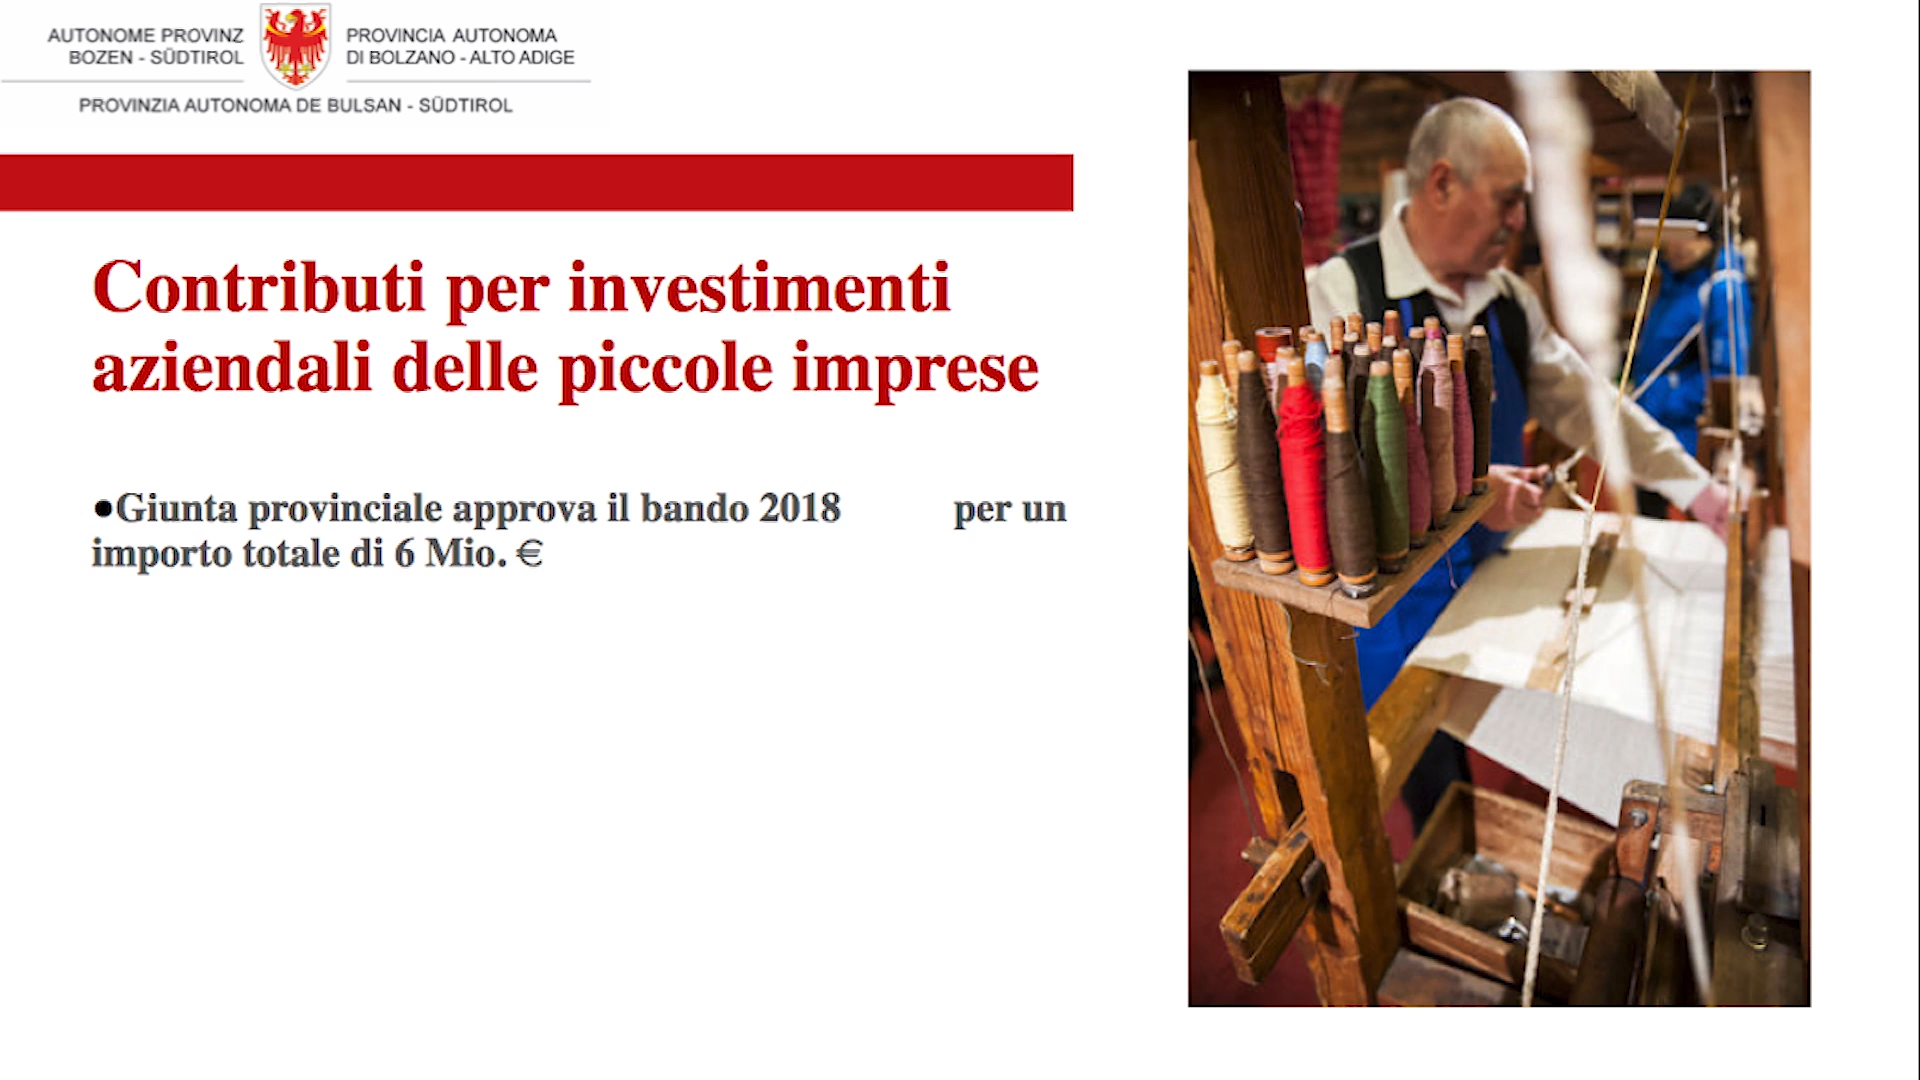 AUTONOME PROVINZ
BOZEN - SÜDTIROL
PROVINCIA AUTONOMA
DI BOLZANO - ALTO ADIGE
PROVINZIA AUTONOMA DE BULSAN - SÜDTIROL
Contributi per investimenti
aziendali delle piccole imprese
●Giunta provinciale approva il bando 2018 per un
importo totale di 6 Mio. €